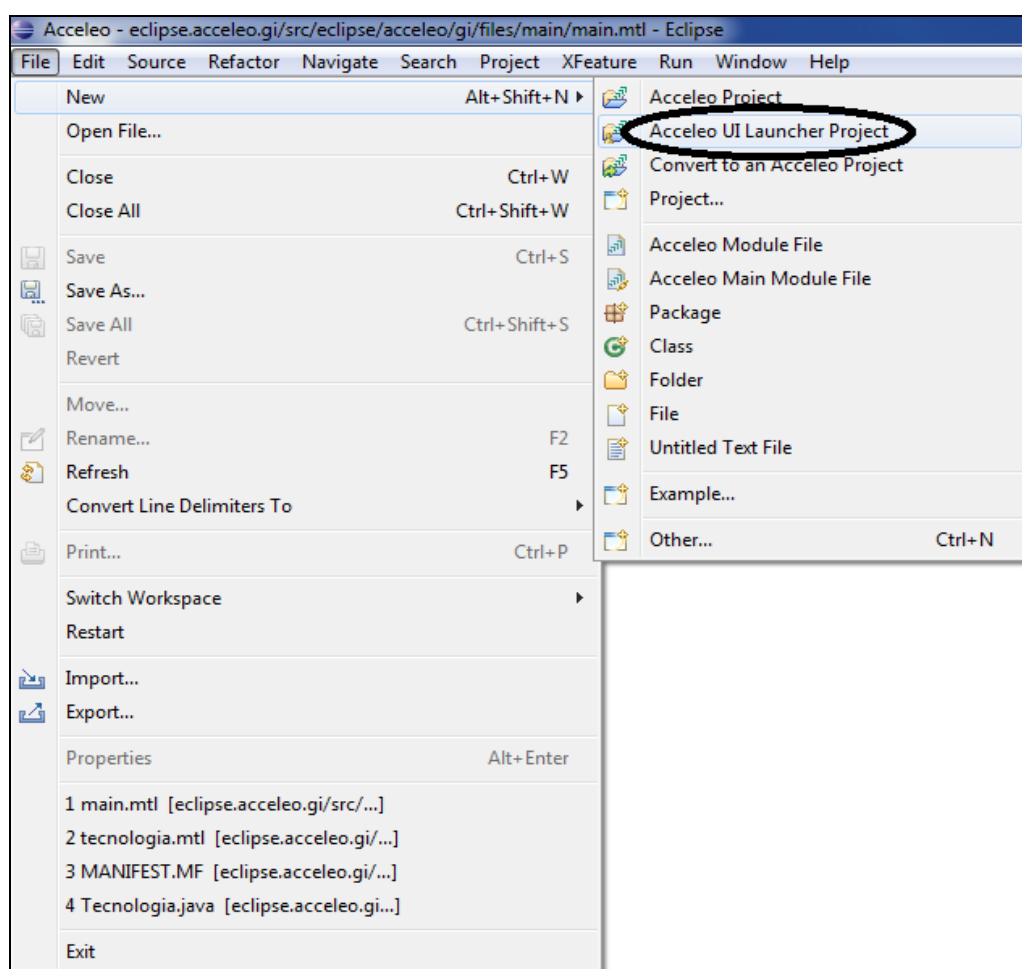 Acceleo - eclipse.acceleo.gi/src/eclipse/acceleo/gi/files/main/main.mtl - Eclipse
File Edit Source Refactor Navigate Search Project XFeature Run Window Help
New Alt+Shift+N
Open File...
Close Ctrl+W
Close All Ctrl+Shift+W
Save Ctrl+S
Save As...
Save All Ctrl+Shift+S
Revert
Move...
Rename... F2
Refresh F5
Convert Line Delimiters To
Print... Ctrl+P
Switch Workspace
Restart
Import...
Export...
Properties Alt+Enter
1 main.mtl [eclipse.acceleo.gi/src/...]
2 tecnologia.mtl [eclipse.acceleo.gi/...]
3 MANIFEST.MF [eclipse.acceleo.gi/...]
4 Tecnologia.java [eclipse.acceleo.gi...]
Exit
Acceleo Project
Acceleo UI Launcher Project
Convert to an Acceleo Project
Project...
Acceleo Module File
Acceleo Main Module File
Package
Class
Folder
File
Untitled Text File
Example...
Other... Ctrl+N